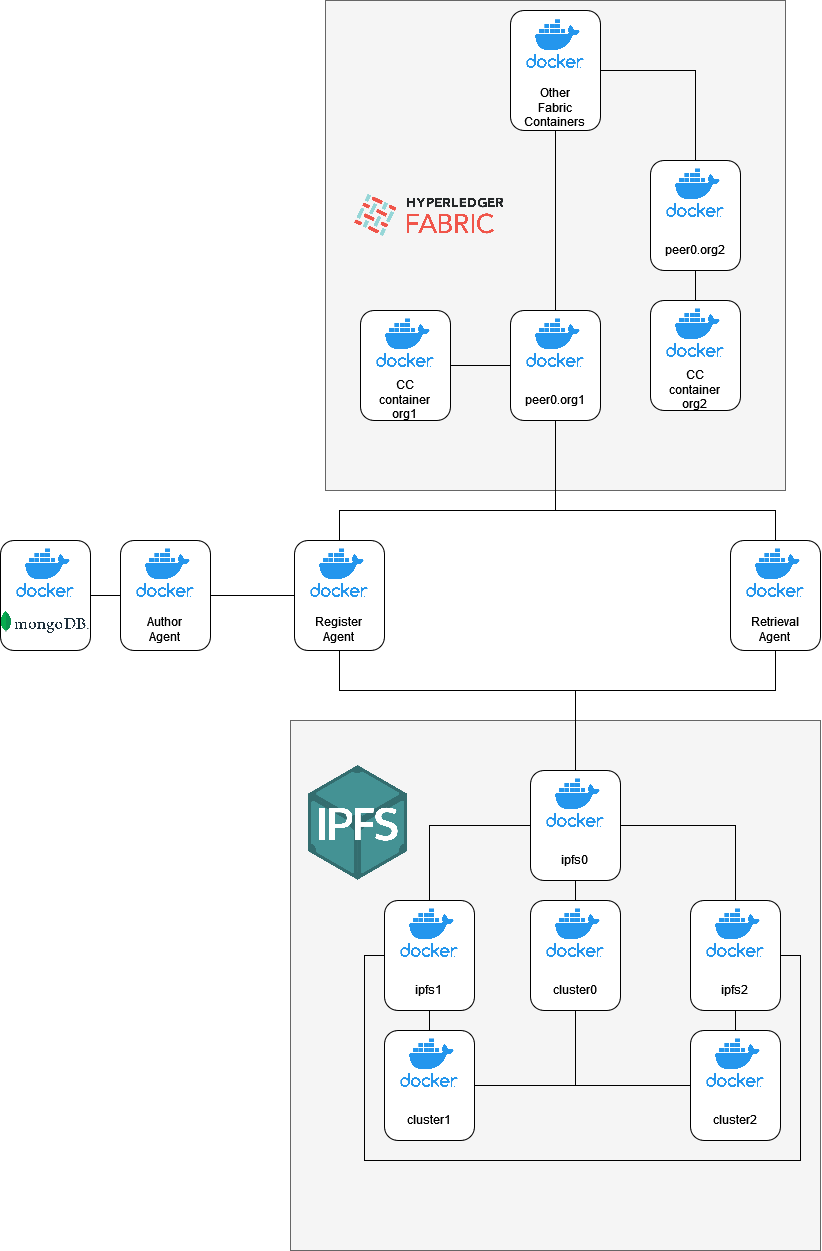 docker
Other
Fabric
Containers
docker
peer0.org2
HYPERLEDGER
FABRIC
docker
CC
container
org1
docker
peer0.org1
docker
CC
container
org2
docker
mongoDB
docker
Author
Agent
docker
Register
Agent
docker
Retrieval
Agent
IPFS
docker
ipfs0
docker
ipfs1
docker
cluster0
docker
ipfs2
docker
cluster1
docker
cluster2